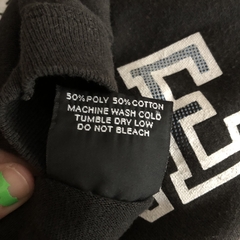 50% POLY 50% COTTON
MACHINE WASH COLD
TUMBLE DRY LOW
DO NOT BLEACH
E